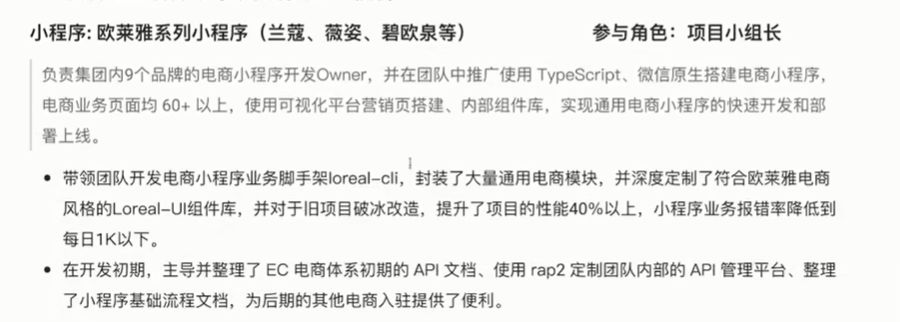 小程序: 欧莱雅系列小程序（兰蔻、薇姿、碧欧泉等） 参与角色：项目小组长
负责集团内9个品牌的电商小程序开发Owner，并在团队中推广使用 TypeScript、微信原生搭建电商小程序，
电商业务页面均 60+ 以上，使用可视化平台营销页搭建、内部组件库，实现通用电商小程序的快速开发和部
署上线。
• 带领团队开发电商小程序业务脚手架loreal-cli，封装了大量通用电商模块，并深度定制了符合欧莱雅电商
风格的Loreal-UI组件库，并对于旧项目破冰改造，提升了项目的性能40%以上，小程序业务报错率降低到
每日1K以下。
• 在开发初期，主导并整理了 EC 电商体系初期的 API 文档、使用 rap2 定制团队内部的 API 管理平台、整理
了小程序基础流程文档，为后期的其他电商入驻提供了便利。